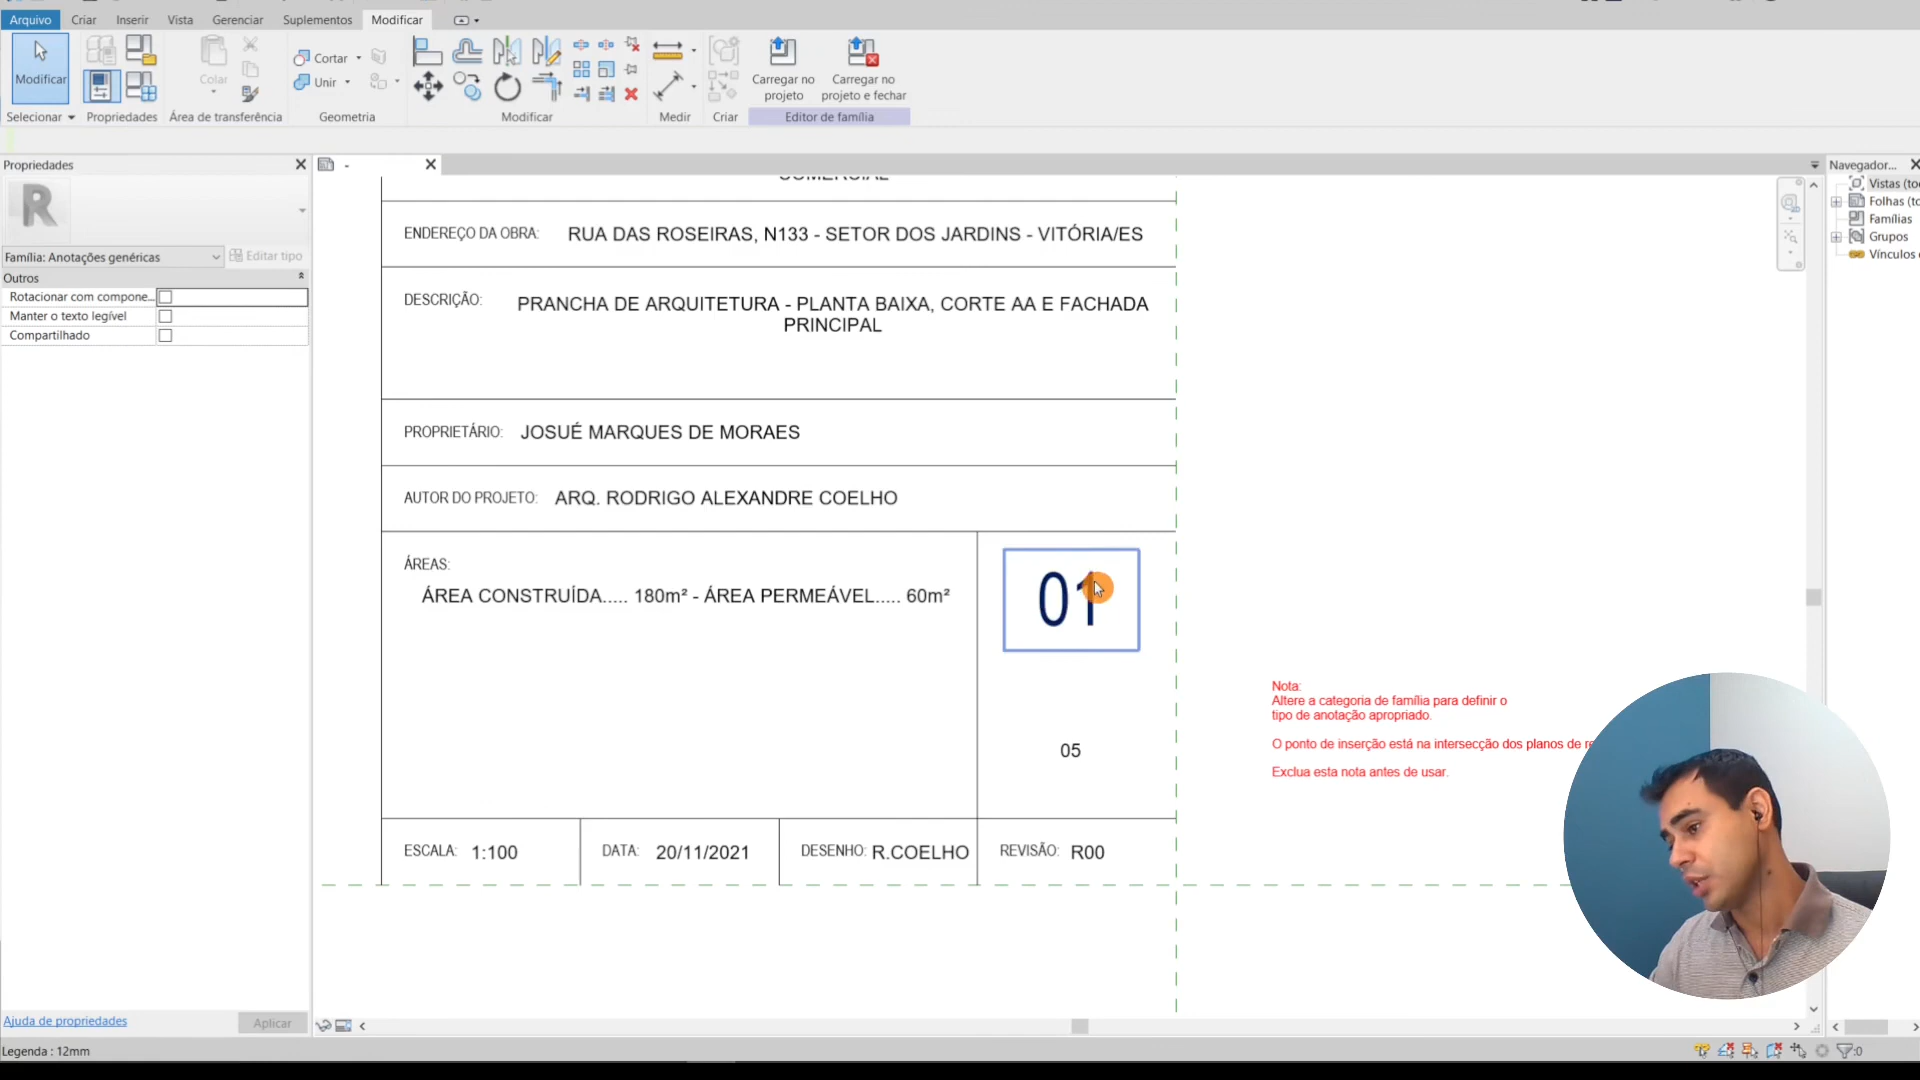 Arquivo Criar Inserir Vista Gerenciar Suplementos Modificar
Modificar
Colar
Cortar
Unir
Carregar no projeto
Carregar no projeto e fechar
Selecionar Propriedades Área de transferência Geometria Modificar Medir Criar Editor de família
Propriedades
R
Família: Anotações genéricas
Editar tipo
Outros
Rotacionar com compone...
Manter o texto legível
Compartilhado
Ajuda de propriedades
Aplicar
Navegador...
Vistas (to
Folhas (to
Famílias
Grupos
Vínculos
COMERCIAL
ENDEREÇO DA OBRA: RUA DAS ROSEIRAS, N133 - SETOR DOS JARDINS - VITÓRIA/ES
DESCRIÇÃO: PRANCHA DE ARQUITETURA - PLANTA BAIXA, CORTE AA E FACHADA
PRINCIPAL
PROPRIETÁRIO: JOSUÉ MARQUES DE MORAES
AUTOR DO PROJETO: ARQ. RODRIGO ALEXANDRE COELHO
ÁREAS:
ÁREA CONSTRUÍDA..... 180m² - ÁREA PERMEÁVEL..... 60m²
01
05
ESCALA: 1:100 DATA: 20/11/2021 DESENHO: R.COELHO REVISÃO: R00
Nota:
Altere a categoria de família para definir o
tipo de anotação apropriado.
O ponto de inserção está na intersecção dos planos de re
Exclua esta nota antes de usar.
Legenda : 12mm
:0